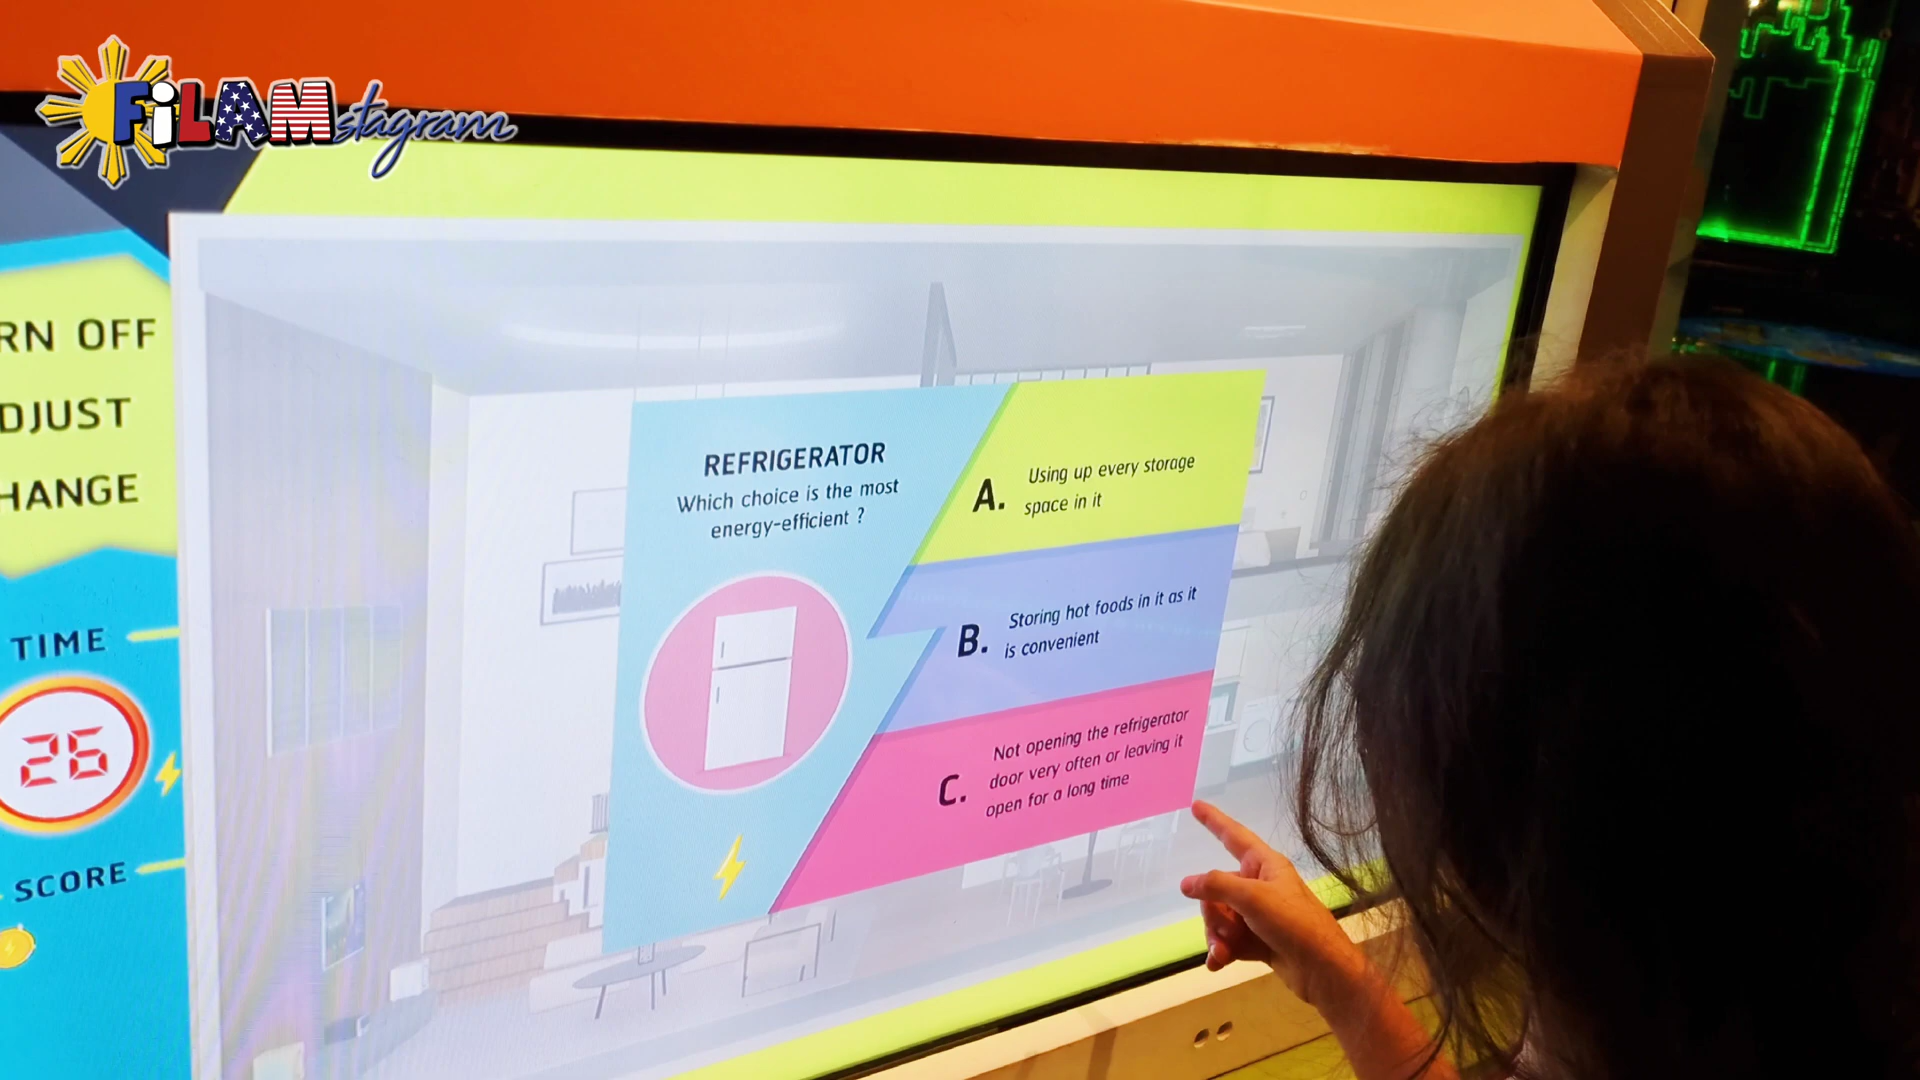 FiLAMstagram
RN OFF
DJUST
HANGE
TIME
26
SCORE
REFRIGERATOR
Which choice is the most
energy-efficient ?
A. Using up every storage
space in it
B. Storing hot foods in it as it
is convenient
C. Not opening the refrigerator
door very often or leaving it
open for a long time